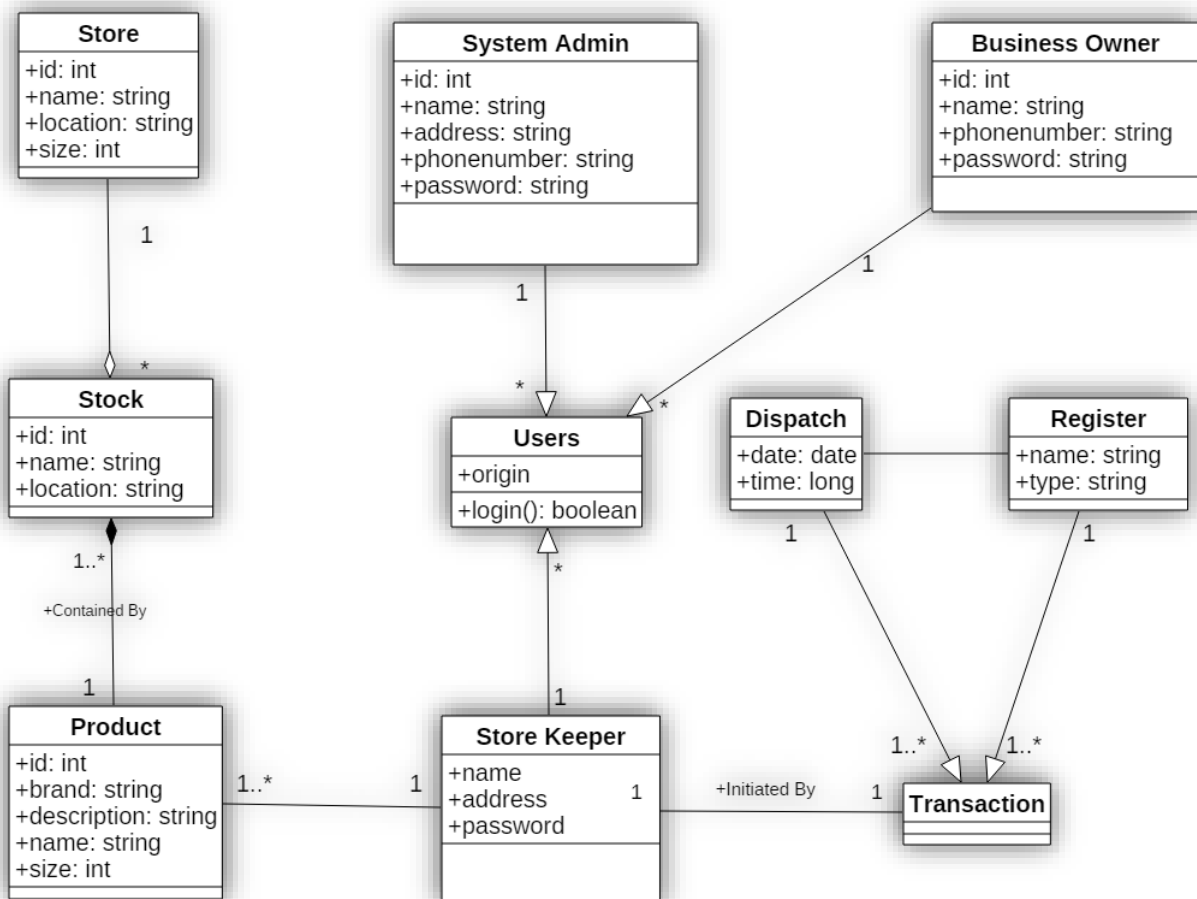 Store
+id: int
+name: string
+location: string
+size: int
System Admin
+id: int
+name: string
+address: string
+phonenumber: string
+password: string
Business Owner
+id: int
+name: string
+phonenumber: string
+password: string
1
*
1
*
1
*
Stock
+id: int
+name: string
+location: string
Users
+origin
+login(): boolean
Dispatch
+date: date
+time: long
Register
+name: string
+type: string
1..*
+Contained By
1
*
1
1
1..*
1
1..*
Product
+id: int
+brand: string
+description: string
+name: string
+size: int
1..*
1
Store Keeper
+name
+address
+password
1
+Initiated By
1
Transaction